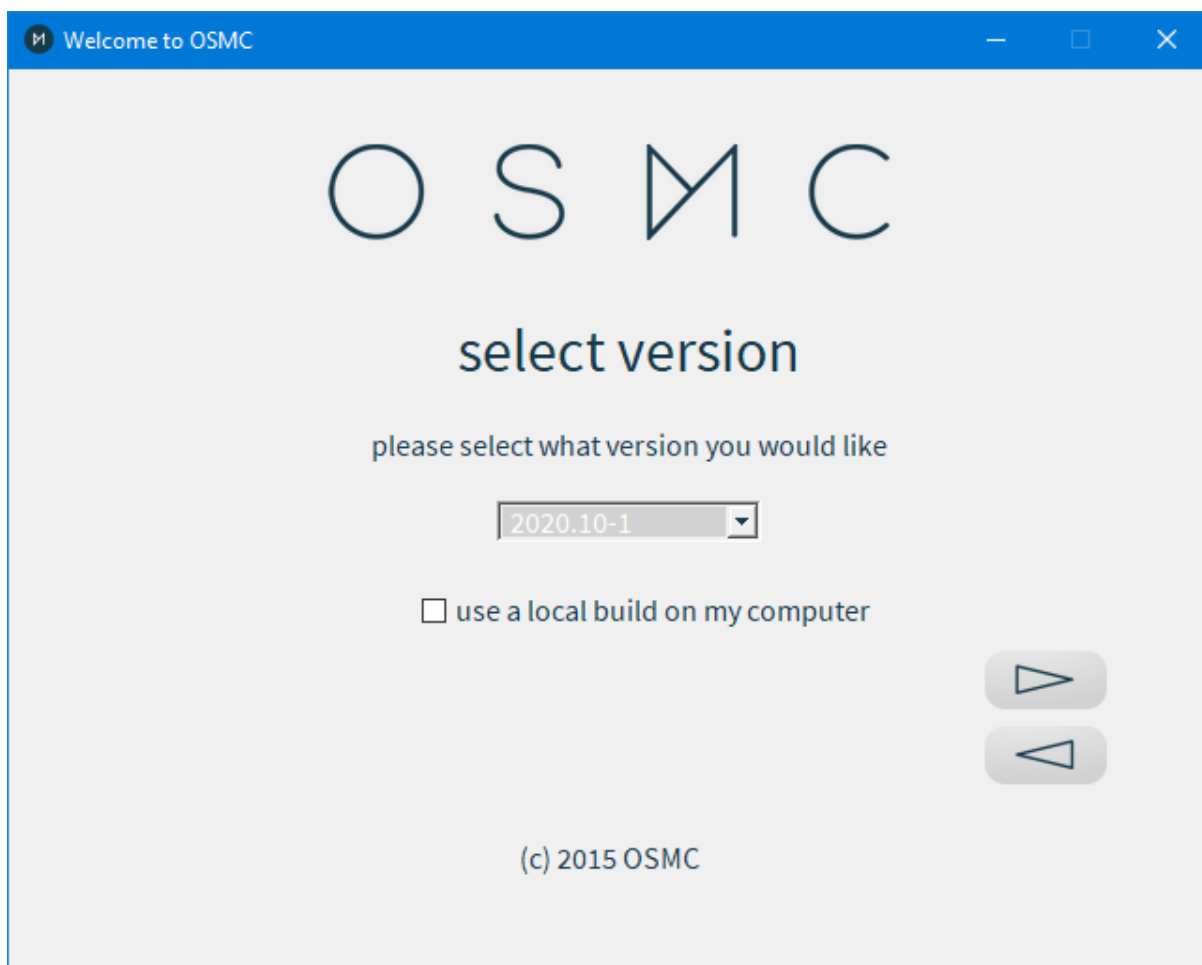 Welcome to OSMC
OSMC
select version
please select what version you would like
2020.10-1
use a local build on my computer
(c) 2015 OSMC